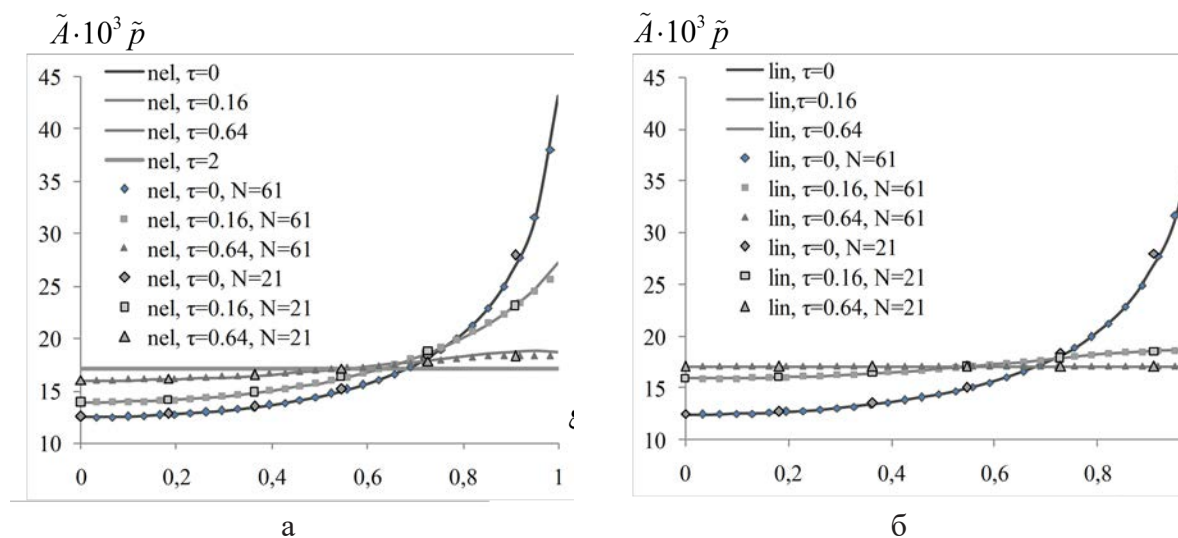 Ã·10³ p̃
45
40
35
30
25
20
15
10
0
0,2
0,4
0,6
0,8
1
nel, τ=0
nel, τ=0.16
nel, τ=0.64
nel, τ=2
nel, τ=0, N=61
nel, τ=0.16, N=61
nel, τ=0.64, N=61
nel, τ=0, N=21
nel, τ=0.16, N=21
nel, τ=0.64, N=21
а
Ã·10³ p̃
45
40
35
30
25
20
15
10
0
0,2
0,4
0,6
0,8
lin, τ=0
lin,τ=0.16
lin, τ=0.64
lin, τ=0, N=61
lin, τ=0.16, N=61
lin, τ=0.64, N=61
lin, τ=0, N=21
lin, τ=0.16, N=21
lin, τ=0.64, N=21
б